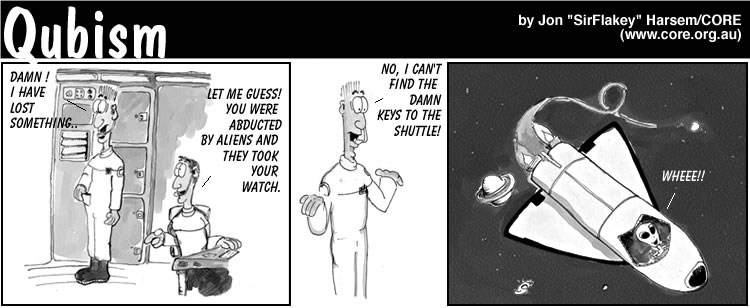 Qubism
by Jon "SirFlakey" Harsem/CORE
(www.core.org.au)
DAMN !
I HAVE
LOST
SOMETHING..
LET ME GUESS!
YOU WERE
ABDUCTED
BY ALIENS AND
THEY TOOK
YOUR
WATCH.
NO, I CAN'T
FIND THE
DAMN
KEYS TO THE
SHUTTLE!
WHEEE!!